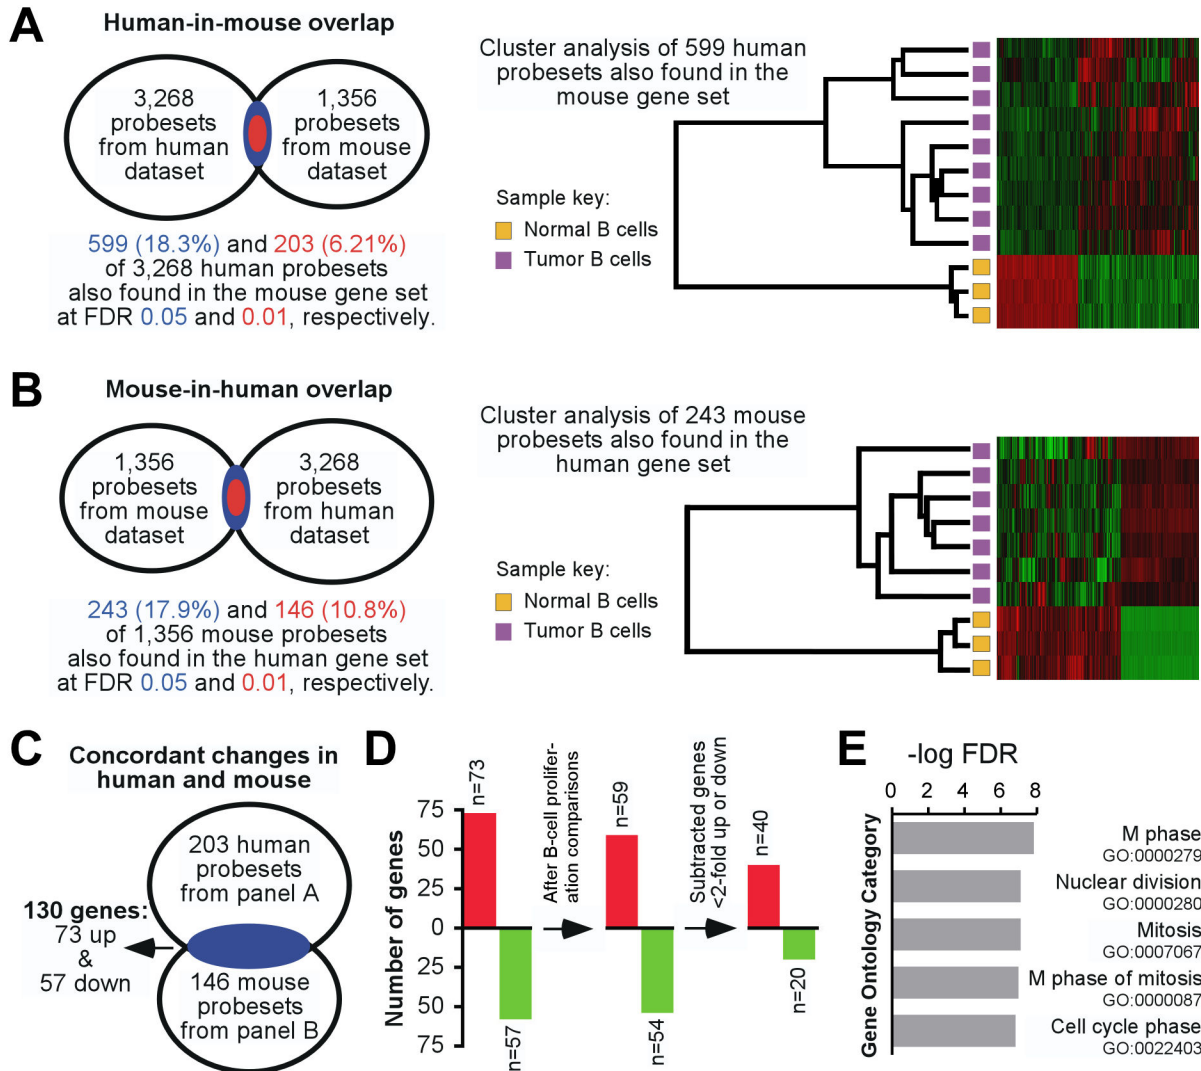 A
Human-in-mouse overlap
3,268
probesets
from human
dataset
1,356
probesets
from mouse
dataset
599 (18.3%) and 203 (6.21%)
of 3,268 human probesets
also found in the mouse gene set
at FDR 0.05 and 0.01, respectively.
Cluster analysis of 599 human
probesets also found in the
mouse gene set
Sample key:
Normal B cells
Tumor B cells
B
Mouse-in-human overlap
1,356
probesets
from mouse
dataset
3,268
probesets
from human
dataset
243 (17.9%) and 146 (10.8%)
of 1,356 mouse probesets
also found in the human gene set
at FDR 0.05 and 0.01, respectively.
Cluster analysis of 243 mouse
probesets also found in the
human gene set
Sample key:
Normal B cells
Tumor B cells
C
Concordant changes in
human and mouse
203 human
probesets
from panel A
130 genes:
73 up
&
57 down
146 mouse
probesets
from panel B
D
Number of genes
75
50
25
0
25
50
75
n=73
n=57
After B-cell prolifer-
ation comparisons
n=59
n=54
Subtracted genes
<2-fold up or down
n=40
n=20
E
-log FDR
0 2 4 6 8
Gene Ontology Category
M phase
GO:0000279
Nuclear division
GO:0000280
Mitosis
GO:0007067
M phase of mitosis
GO:0000087
Cell cycle phase
GO:0022403